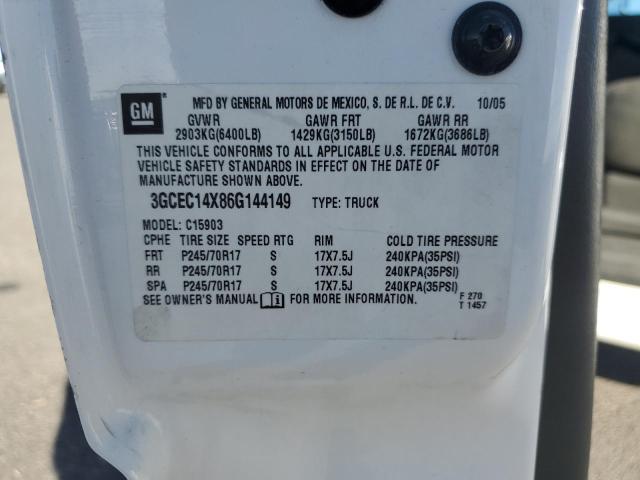 GM
MFD BY GENERAL MOTORS DE MEXICO, S. DE R.L. DE C.V. 10/05
GVWR GAWR FRT GAWR RR
2903KG(6400LB) 1429KG(3150LB) 1672KG(3686LB)
THIS VEHICLE CONFORMS TO ALL APPLICABLE U.S. FEDERAL MOTOR
VEHICLE SAFETY STANDARDS IN EFFECT ON THE DATE OF
MANUFACTURE SHOWN ABOVE.
3GCEC14X86G144149 TYPE: TRUCK
MODEL: C15903
CPHE TIRE SIZE SPEED RTG RIM COLD TIRE PRESSURE
FRT P245/70R17 S 17X7.5J 240KPA(35PSI)
RR P245/70R17 S 17X7.5J 240KPA(35PSI)
SPA P245/70R17 S 17X7.5J 240KPA(35PSI)
SEE OWNER'S MANUAL FOR MORE INFORMATION.
F 270
T 1457